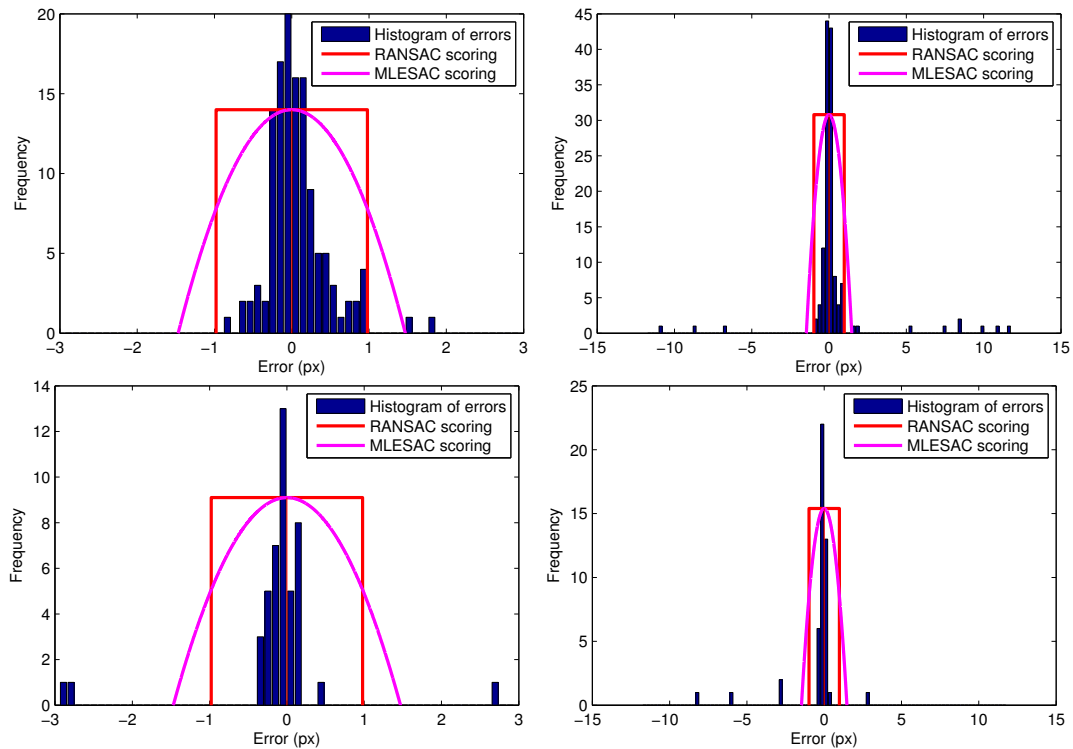 20
15
10
5
0
Frequency
−3
−2
−1
0
1
2
3
Error (px)
Histogram of errors
RANSAC scoring
MLESAC scoring
45
40
35
30
25
20
15
10
5
0
Frequency
−15
−10
−5
0
5
10
15
Error (px)
Histogram of errors
RANSAC scoring
MLESAC scoring
14
12
10
8
6
4
2
0
Frequency
−3
−2
−1
0
1
2
3
Error (px)
Histogram of errors
RANSAC scoring
MLESAC scoring
25
20
15
10
5
0
Frequency
−15
−10
−5
0
5
10
15
Error (px)
Histogram of errors
RANSAC scoring
MLESAC scoring